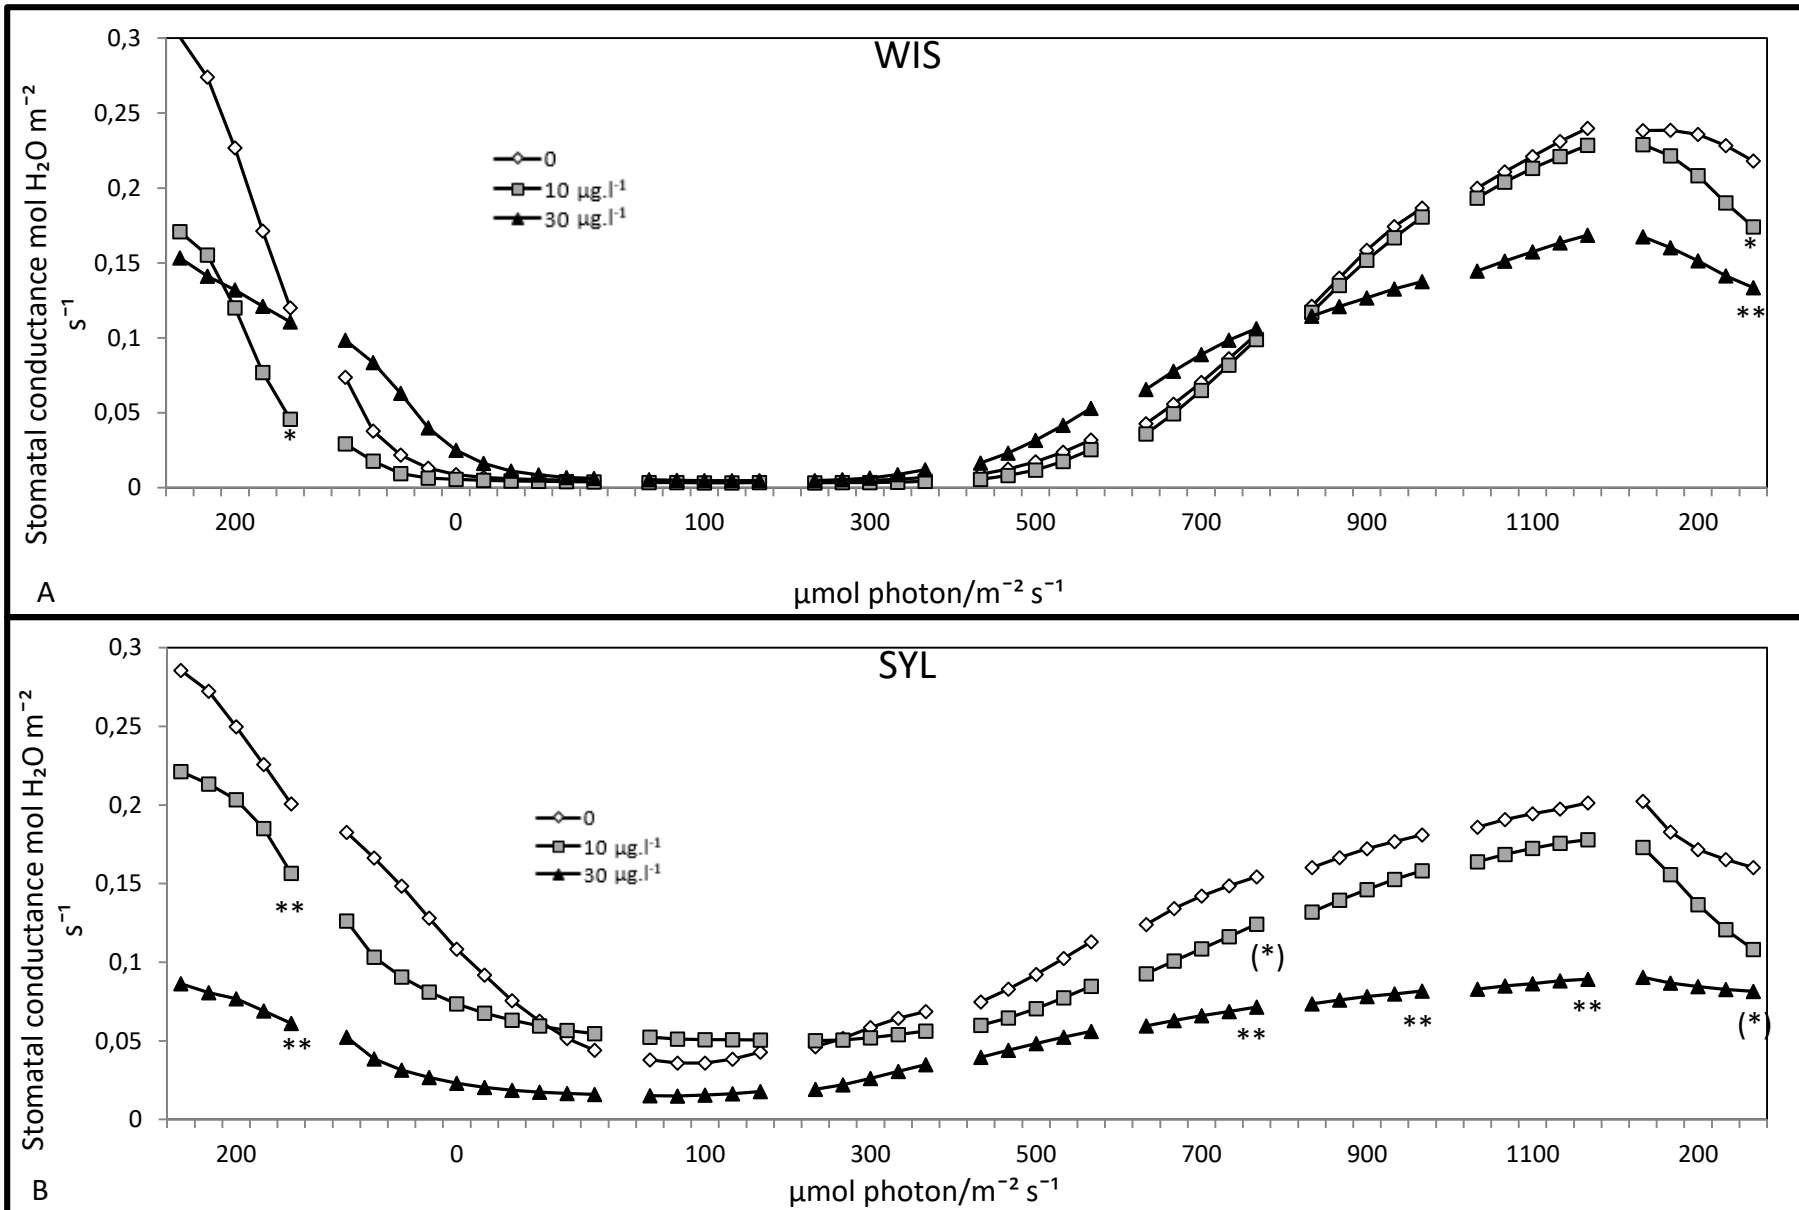 WIS
Stomatal conductance mol H₂O m⁻²
s⁻¹
0,3
0,25
0,2
0,15
0,1
0,05
0
0
10 µg.l⁻¹
30 µg.l⁻¹
*
*
**
200 0 100 300 500 700 900 1100 200
µmol photon/m⁻² s⁻¹
A
SYL
Stomatal conductance mol H₂O m⁻²
s⁻¹
0,3
0,25
0,2
0,15
0,1
0,05
0
0
10 µg.l⁻¹
30 µg.l⁻¹
**
**
(*)
**
**
**
(*)
200 0 100 300 500 700 900 1100 200
µmol photon/m⁻² s⁻¹
B